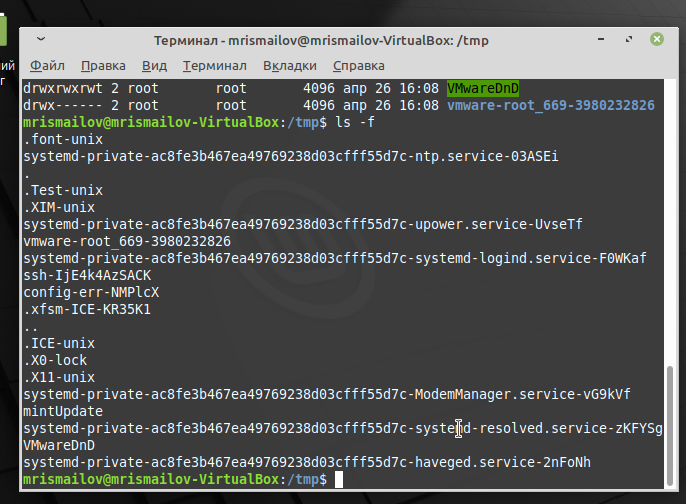 ний
г
Терминал - mrismailov@mrismailov-VirtualBox: /tmp
Файл Правка Вид Терминал Вкладки Справка
drwxrwxrwt 2 root root 4096 апр 26 16:08 VMwareDnD
drwx------ 2 root root 4096 апр 26 16:08 vmware-root_669-3980232826
mrismailov@mrismailov-VirtualBox:/tmp$ ls -f
.font-unix
systemd-private-ac8fe3b467ea49769238d03cfff55d7c-ntp.service-03ASEi
.
.Test-unix
.XIM-unix
systemd-private-ac8fe3b467ea49769238d03cfff55d7c-upower.service-UvseTf
vmware-root_669-3980232826
systemd-private-ac8fe3b467ea49769238d03cfff55d7c-systemd-logind.service-F0WKaf
ssh-IjE4k4AzSACK
config-err-NMPlcX
.xfsm-ICE-KR35K1
..
.ICE-unix
.X0-lock
.X11-unix
systemd-private-ac8fe3b467ea49769238d03cfff55d7c-ModemManager.service-vG9kVf
mintUpdate
systemd-private-ac8fe3b467ea49769238d03cfff55d7c-systemd-resolved.service-zKFYSg
VMwareDnD
systemd-private-ac8fe3b467ea49769238d03cfff55d7c-haveged.service-2nFoNh
mrismailov@mrismailov-VirtualBox:/tmp$